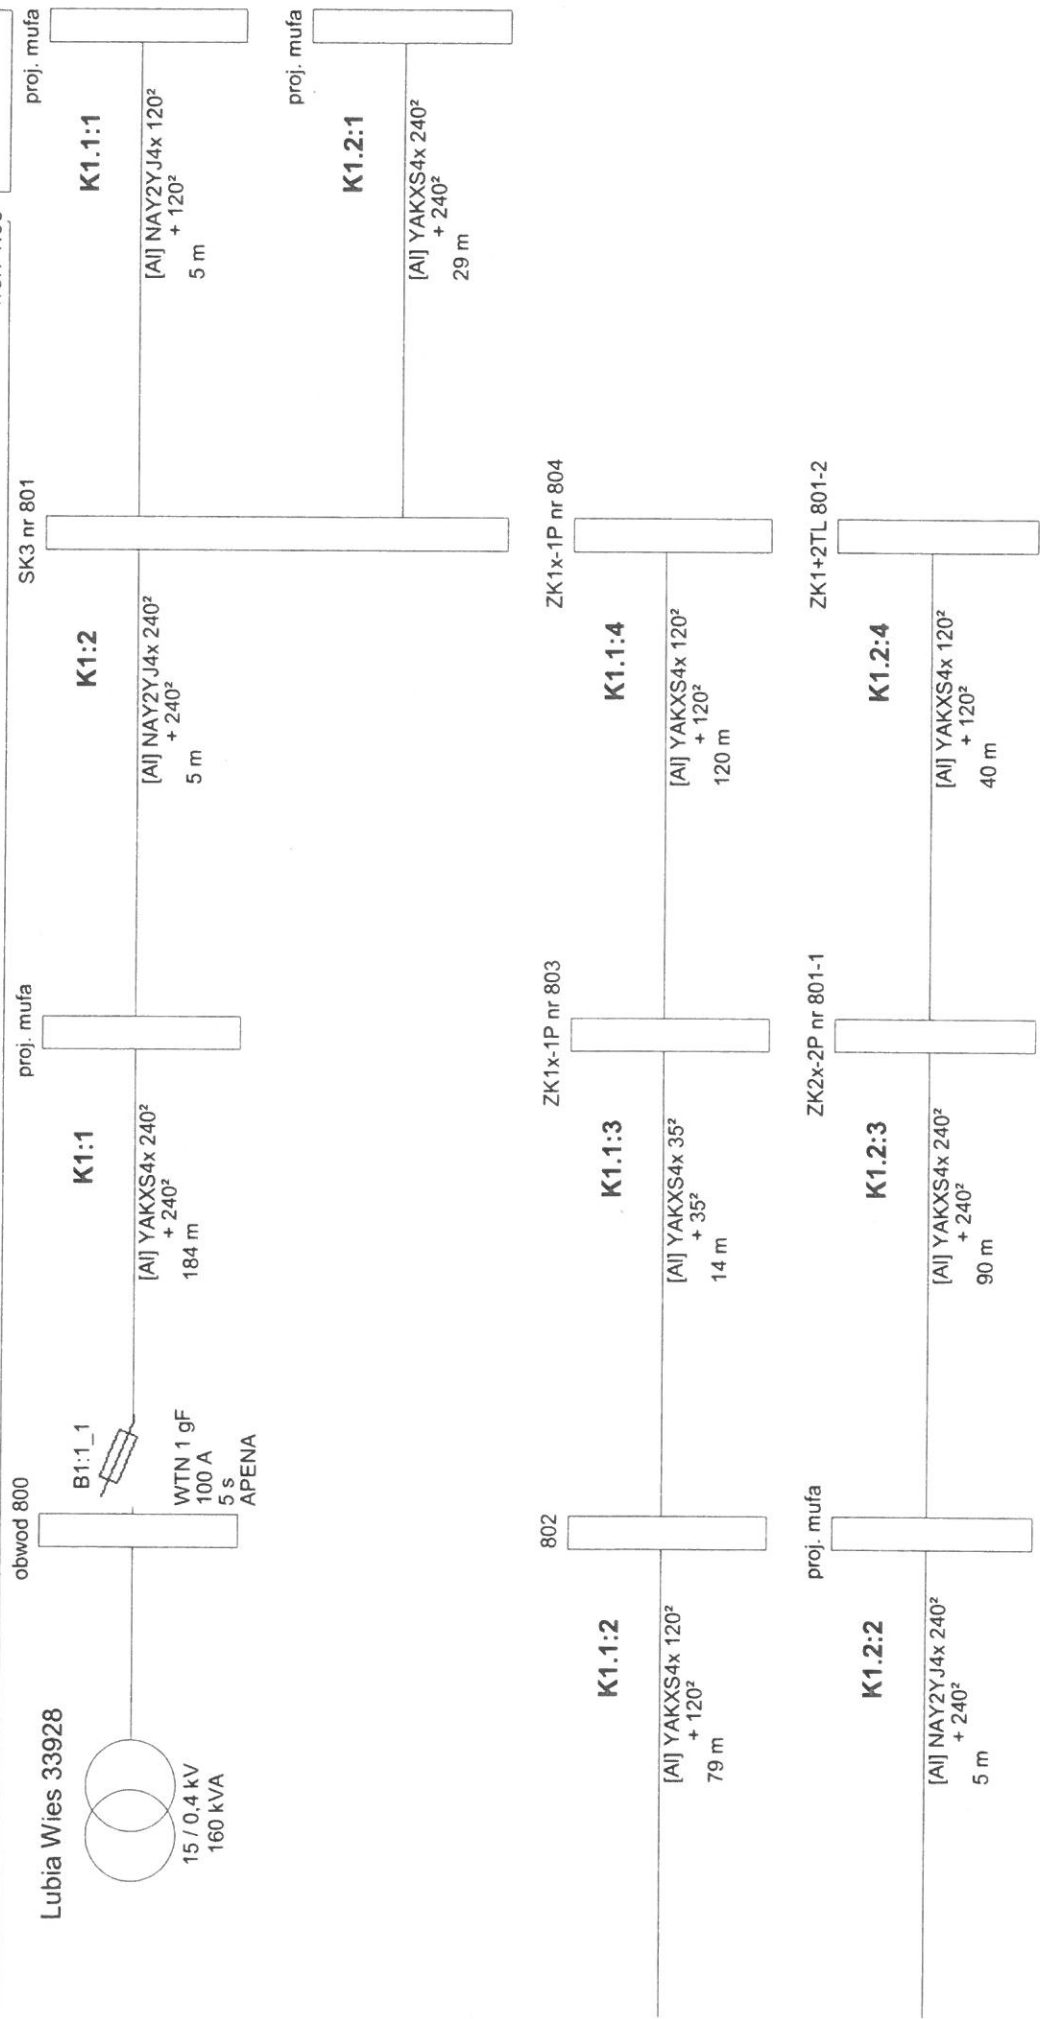 Lubia Wies 33928
15 / 0,4 kV
160 kVA
obwod 800
B1:1_1
WTN 1 gF
100 A
5 s
APENA
K1:1
[Al] YAKXS4x 240²
+ 240²
184 m
proj. mufa
K1:2
[Al] NAY2YJ4x 240²
+ 240²
5 m
SK3 nr 801
K1.1:1
[Al] NAY2YJ4x 120²
+ 120²
5 m
proj. mufa
K1.2:1
[Al] YAKXS4x 240²
+ 240²
29 m
proj. mufa
K1.1:2
[Al] YAKXS4x 120²
+ 120²
79 m
802
K1.1:3
[Al] YAKXS4x 35²
+ 35²
14 m
ZK1x-1P nr 803
K1.1:4
[Al] YAKXS4x 120²
+ 120²
120 m
ZK1x-1P nr 804
K1.2:2
[Al] NAY2YJ4x 240²
+ 240²
5 m
proj. mufa
K1.2:3
[Al] YAKXS4x 240²
+ 240²
90 m
ZK2x-2P nr 801-1
K1.2:4
[Al] YAKXS4x 120²
+ 120²
40 m
ZK1+2TL 801-2